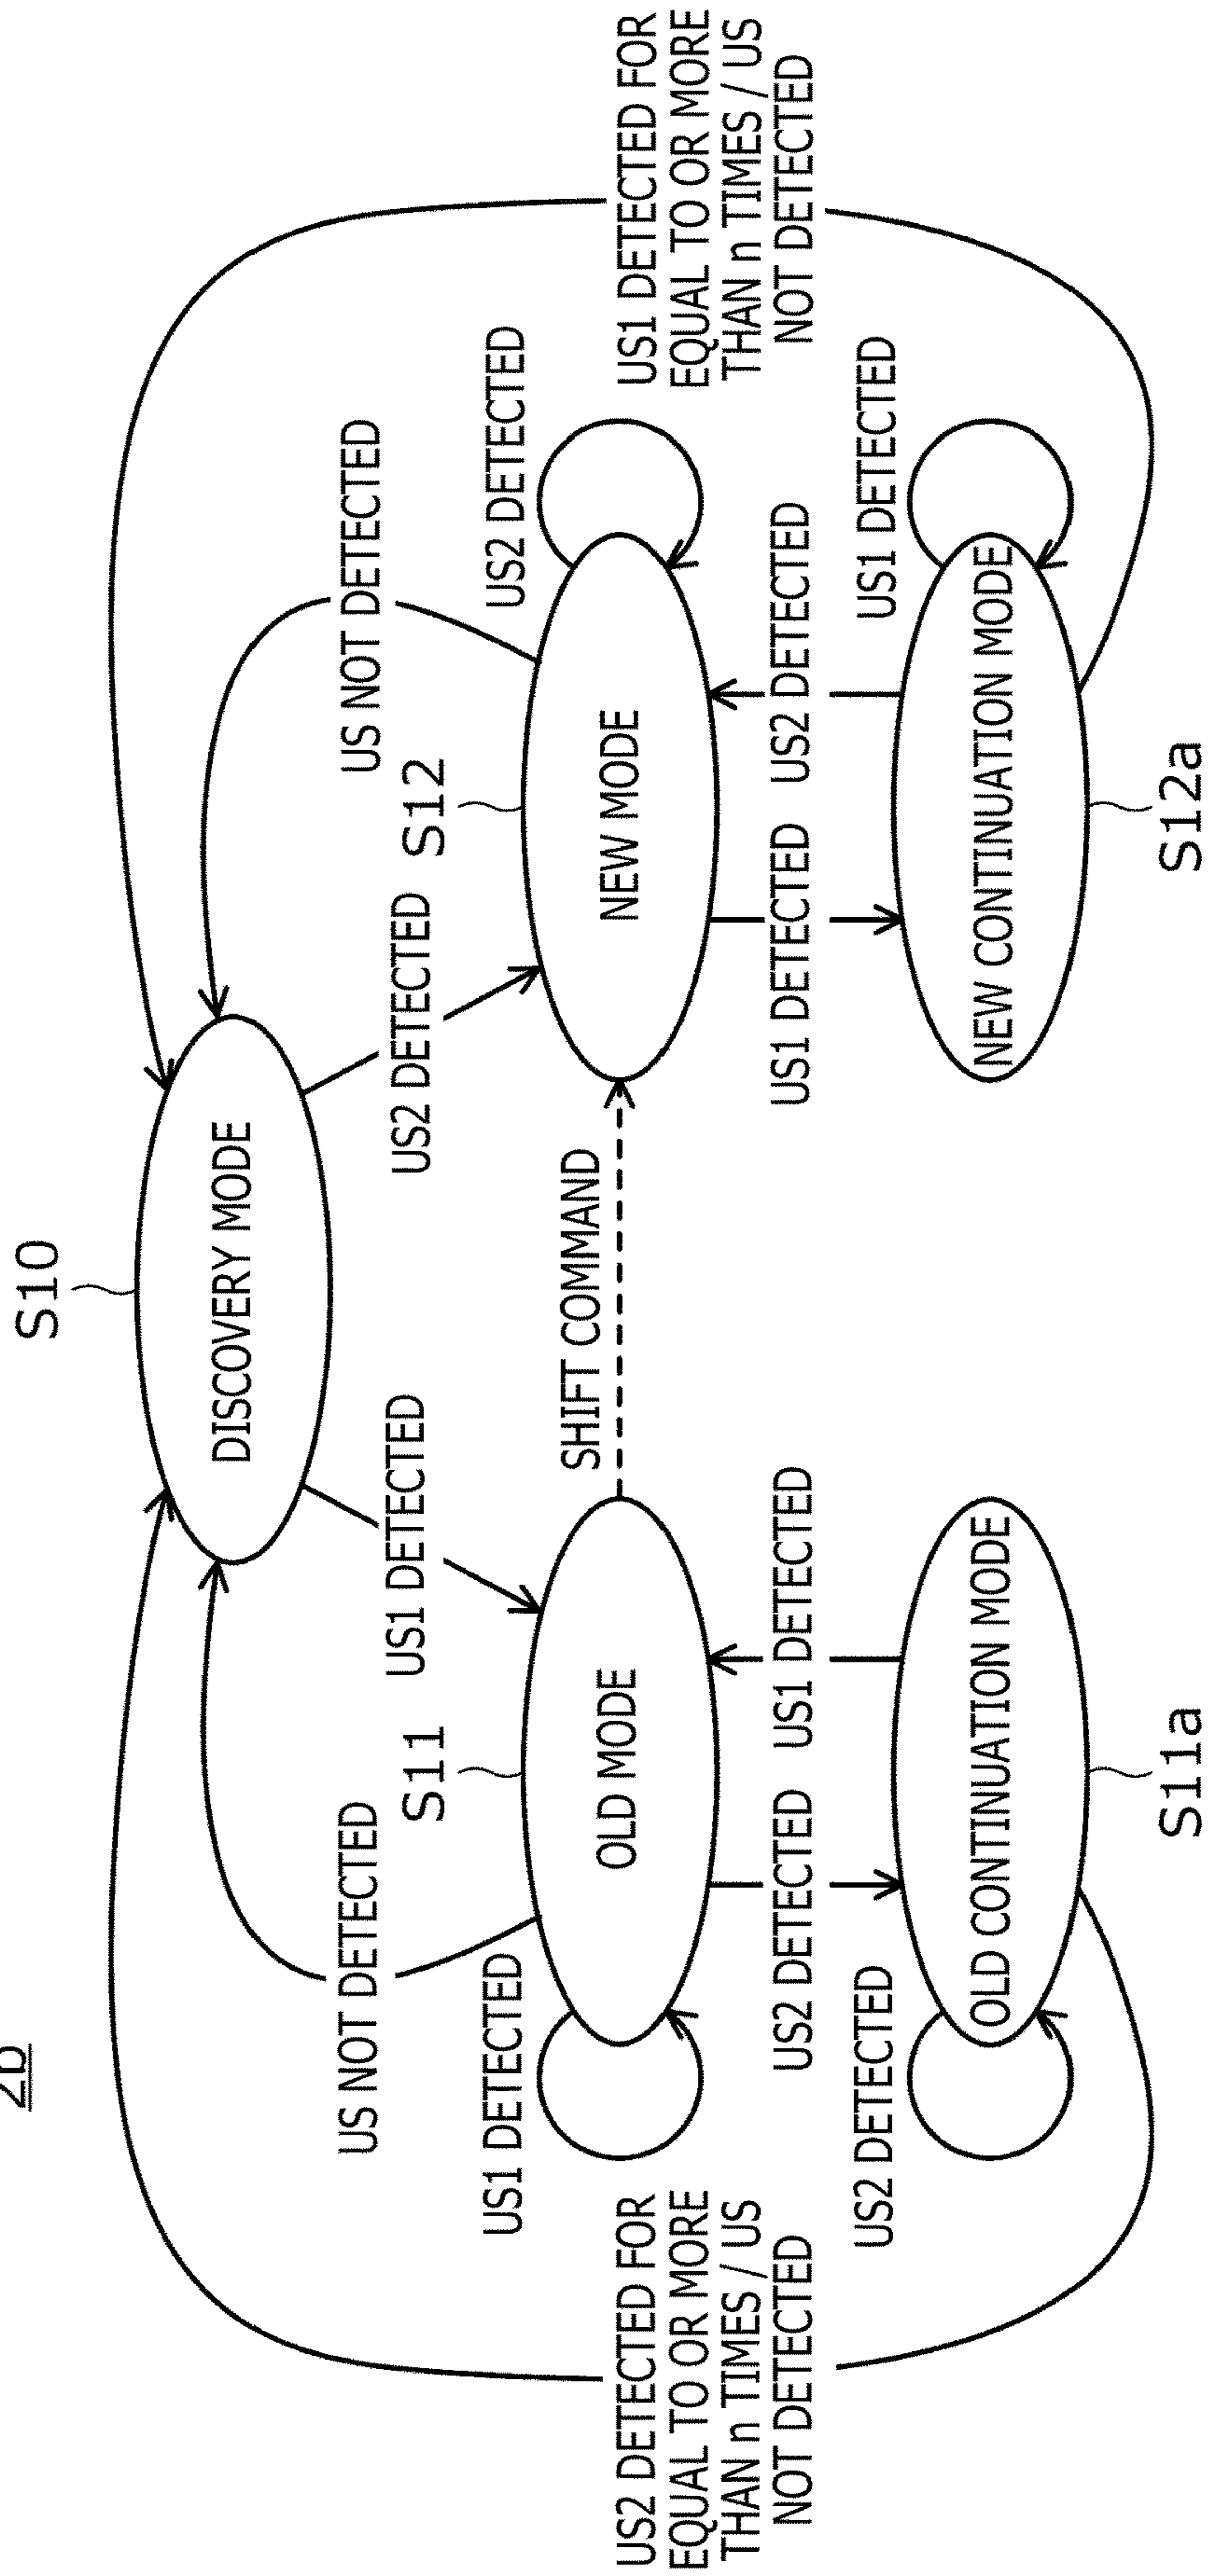 2b
S10
DISCOVERY MODE
US NOT DETECTED
US1 DETECTED
US2 DETECTED
US NOT DETECTED
S11
S12
US1 DETECTED
OLD MODE
SHIFT COMMAND
NEW MODE
US2 DETECTED
US2 DETECTED FOR
EQUAL TO OR MORE
THAN n TIMES / US
NOT DETECTED
US1 DETECTED FOR
EQUAL TO OR MORE
THAN n TIMES / US
NOT DETECTED
US2 DETECTED
US1 DETECTED
US1 DETECTED
US2 DETECTED
US2 DETECTED
OLD CONTINUATION MODE
NEW CONTINUATION MODE
US1 DETECTED
S11a
S12a